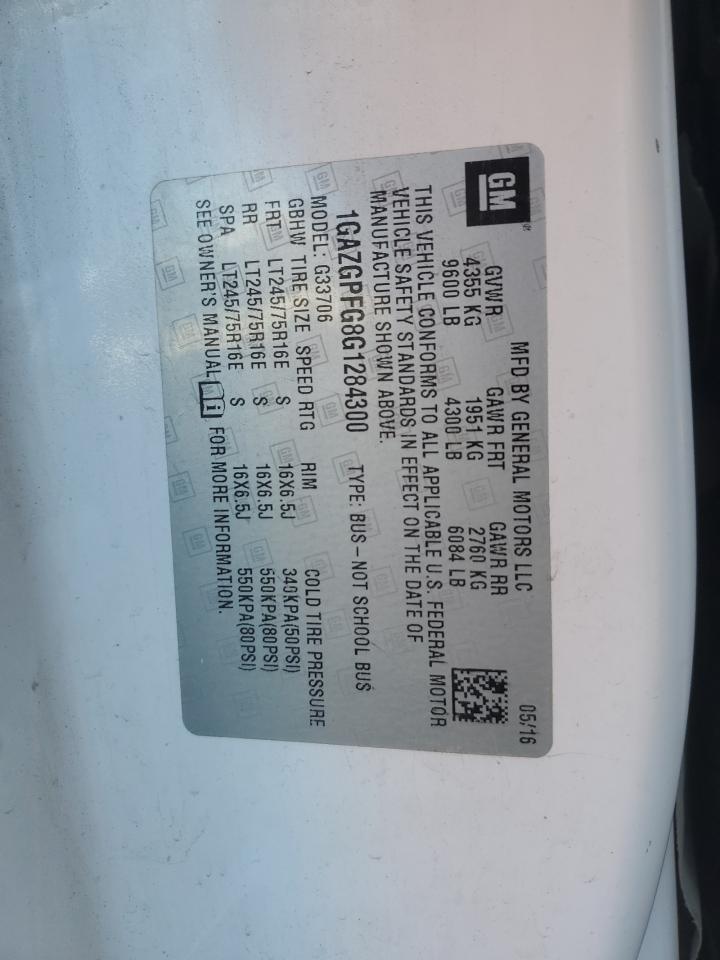 GM
MFD BY GENERAL MOTORS LLC 05/16
GVWR GAWR FRT GAWR RR
4355 KG 1951 KG 2760 KG
9600 LB 4300 LB 6084 LB
THIS VEHICLE CONFORMS TO ALL APPLICABLE U.S. FEDERAL MOTOR
VEHICLE SAFETY STANDARDS IN EFFECT ON THE DATE OF
MANUFACTURE SHOWN ABOVE.
1GAZGPFG8G1284300 TYPE: BUS – NOT SCHOOL BUS
MODEL: G33706
GBHW TIRE SIZE SPEED RTG RIM COLD TIRE PRESSURE
FRT LT245/75R16E S 16X6.5J 340KPA(50PSI)
RR LT245/75R16E S 16X6.5J 550KPA(80PSI)
SPA LT245/75R16E S 16X6.5J 550KPA(80PSI)
SEE OWNER'S MANUAL i FOR MORE INFORMATION.